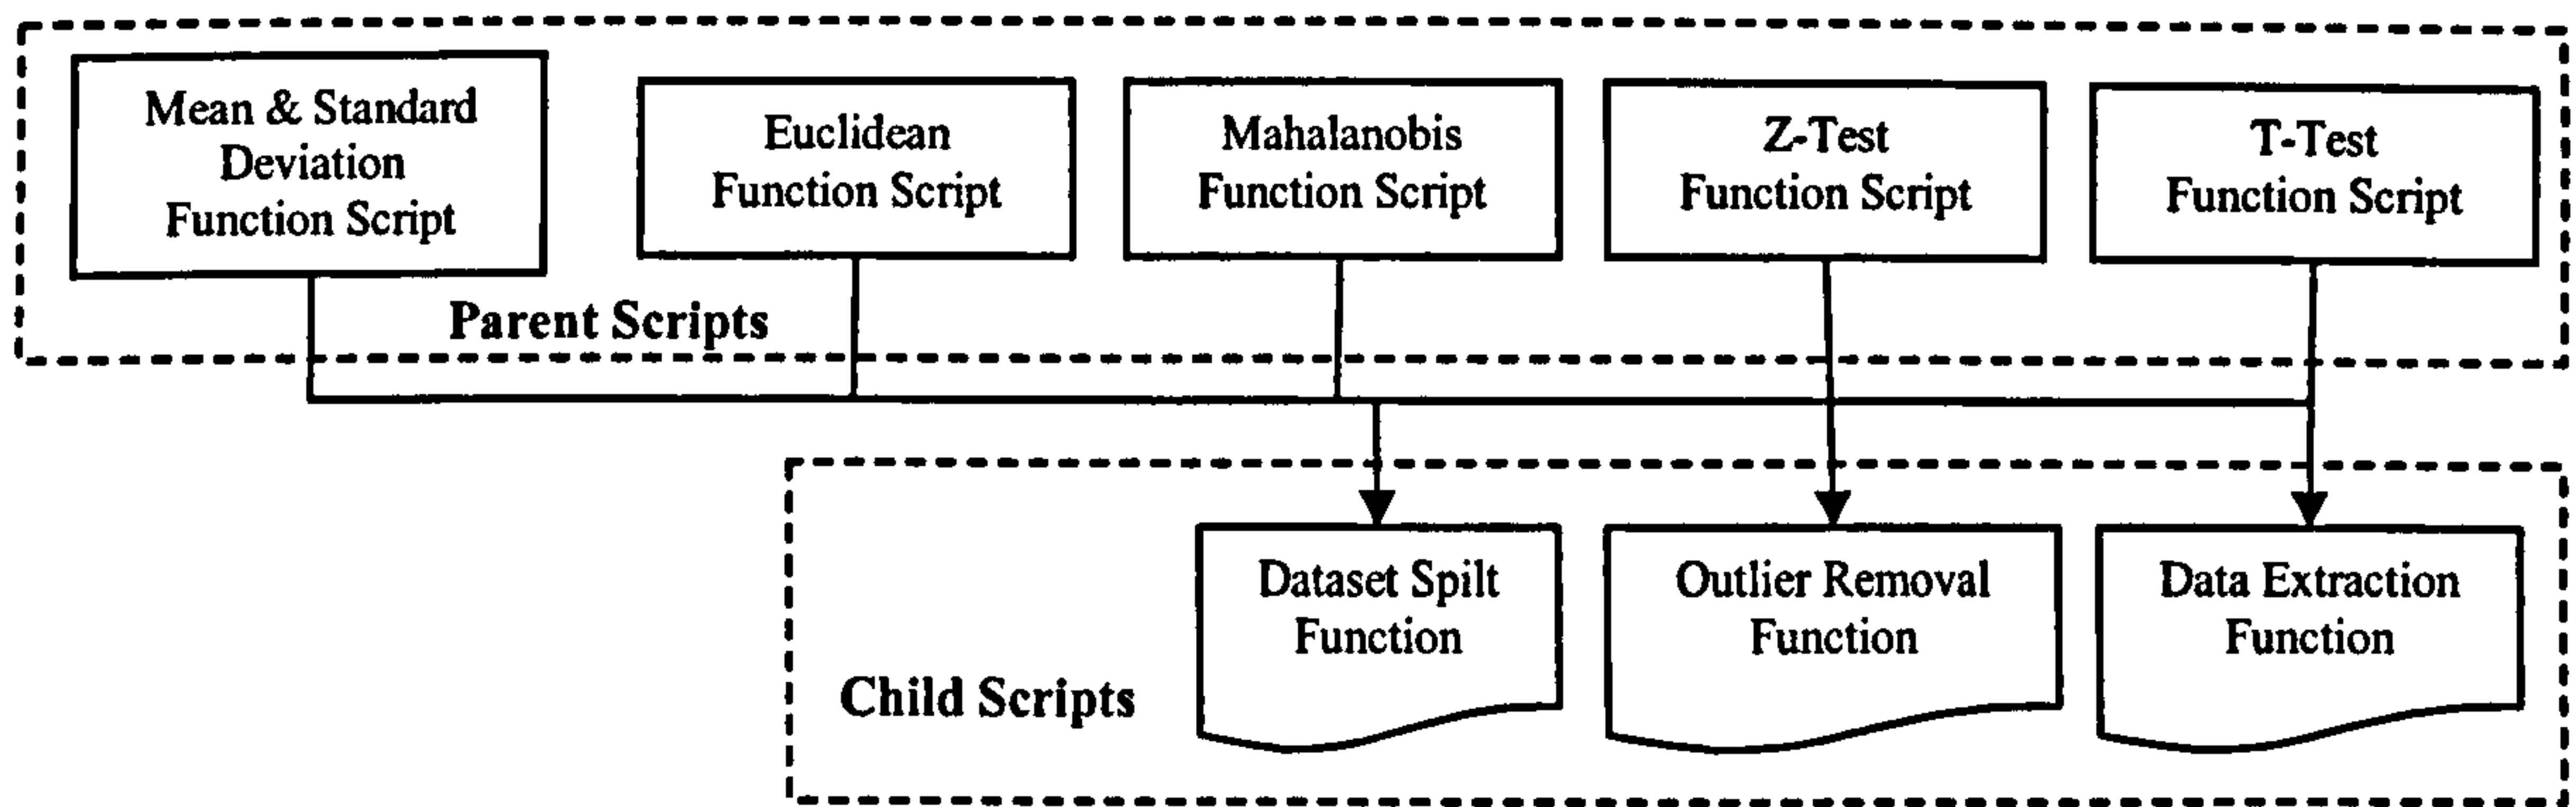 Mean & Standard
Deviation
Function Script
Euclidean
Function Script
Mahalanobis
Function Script
Z-Test
Function Script
T-Test
Function Script
Parent Scripts
Dataset Spilt
Function
Outlier Removal
Function
Data Extraction
Function
Child Scripts